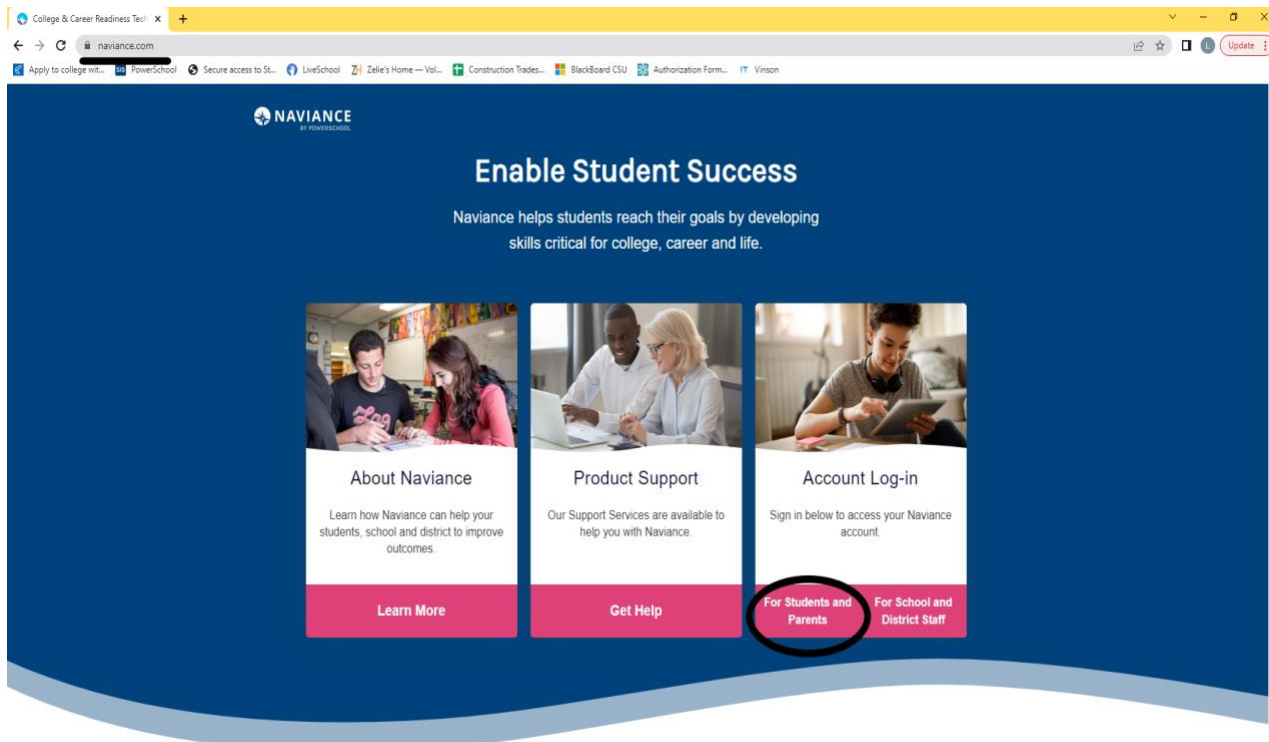 College & Career Readiness Tech
naviance.com
Update
Apply to college wit...
SIS PowerSchool
Secure access to St...
LiveSchool
ZH Zelie's Home — Vol...
Construction Trades...
BlackBoard CSU
Authorization Form...
IT Vinson
NAVIANCE
BY POWERSCHOOL
Enable Student Success
Naviance helps students reach their goals by developing
skills critical for college, career and life.
About Naviance
Learn how Naviance can help your
students, school and district to improve
outcomes.
Learn More
Product Support
Our Support Services are available to
help you with Naviance.
Get Help
Account Log-in
Sign in below to access your Naviance
account.
For Students and
Parents
For School and
District Staff